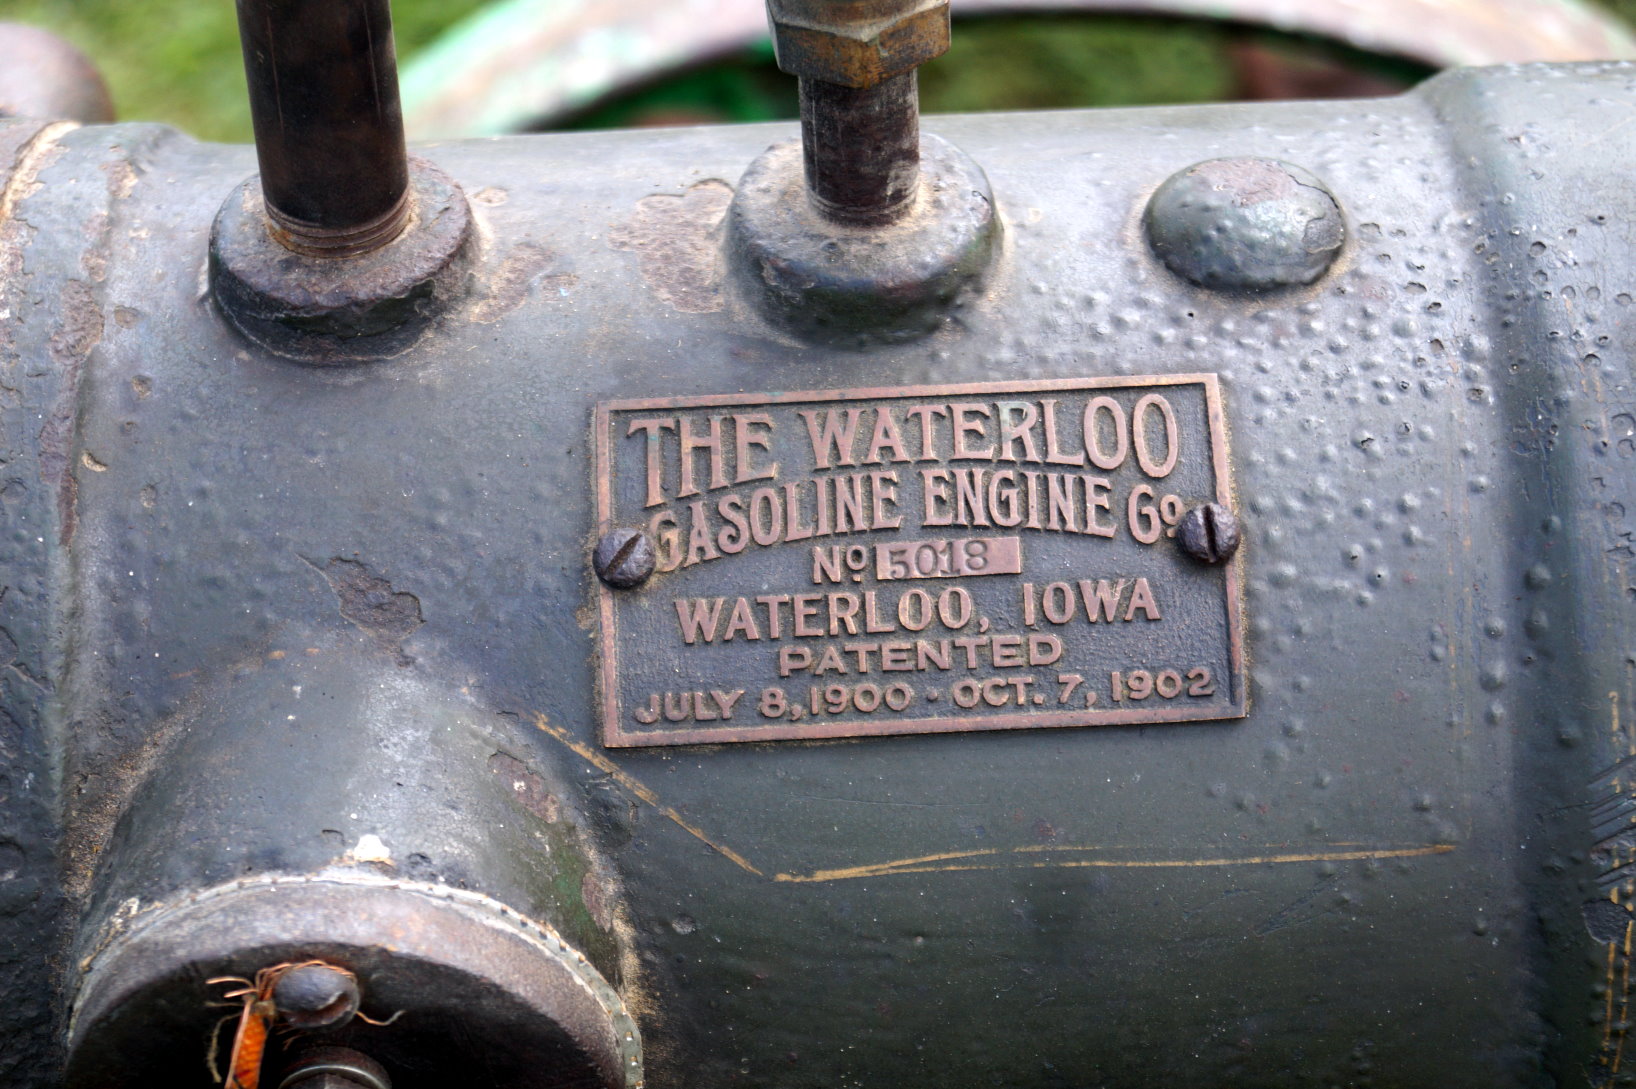 THE WATERLOO
GASOLINE ENGINE Co
No 5018
WATERLOO, IOWA
PATENTED
JULY 8, 1900 · OCT. 7, 1902